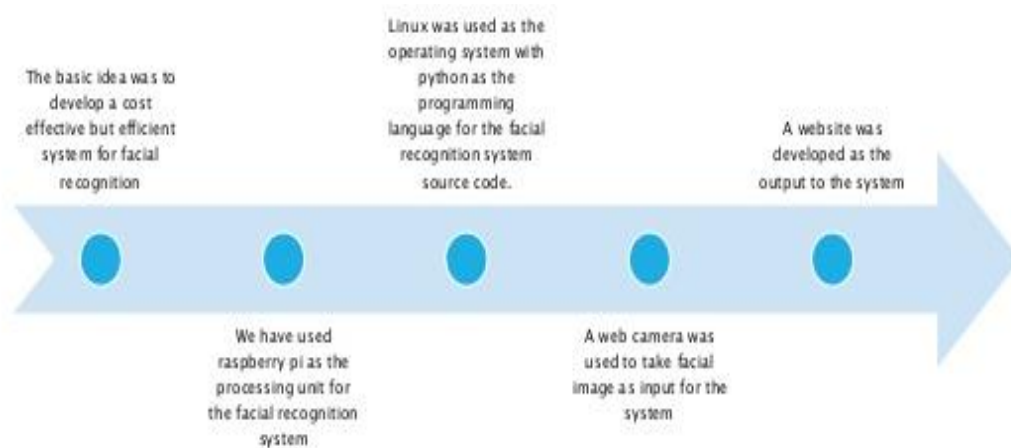 The basic idea was to
develop a cost
effective but efficient
system for facial
recognition
We have used
raspberry pi as the
processing unit for
the facial recognition
system
Linux was used as the
operating system with
python as the
programming
language for the facial
recognition system
source code.
A web camera was
used to take facial
image as input for the
system
A website was
developed as the
output to the system